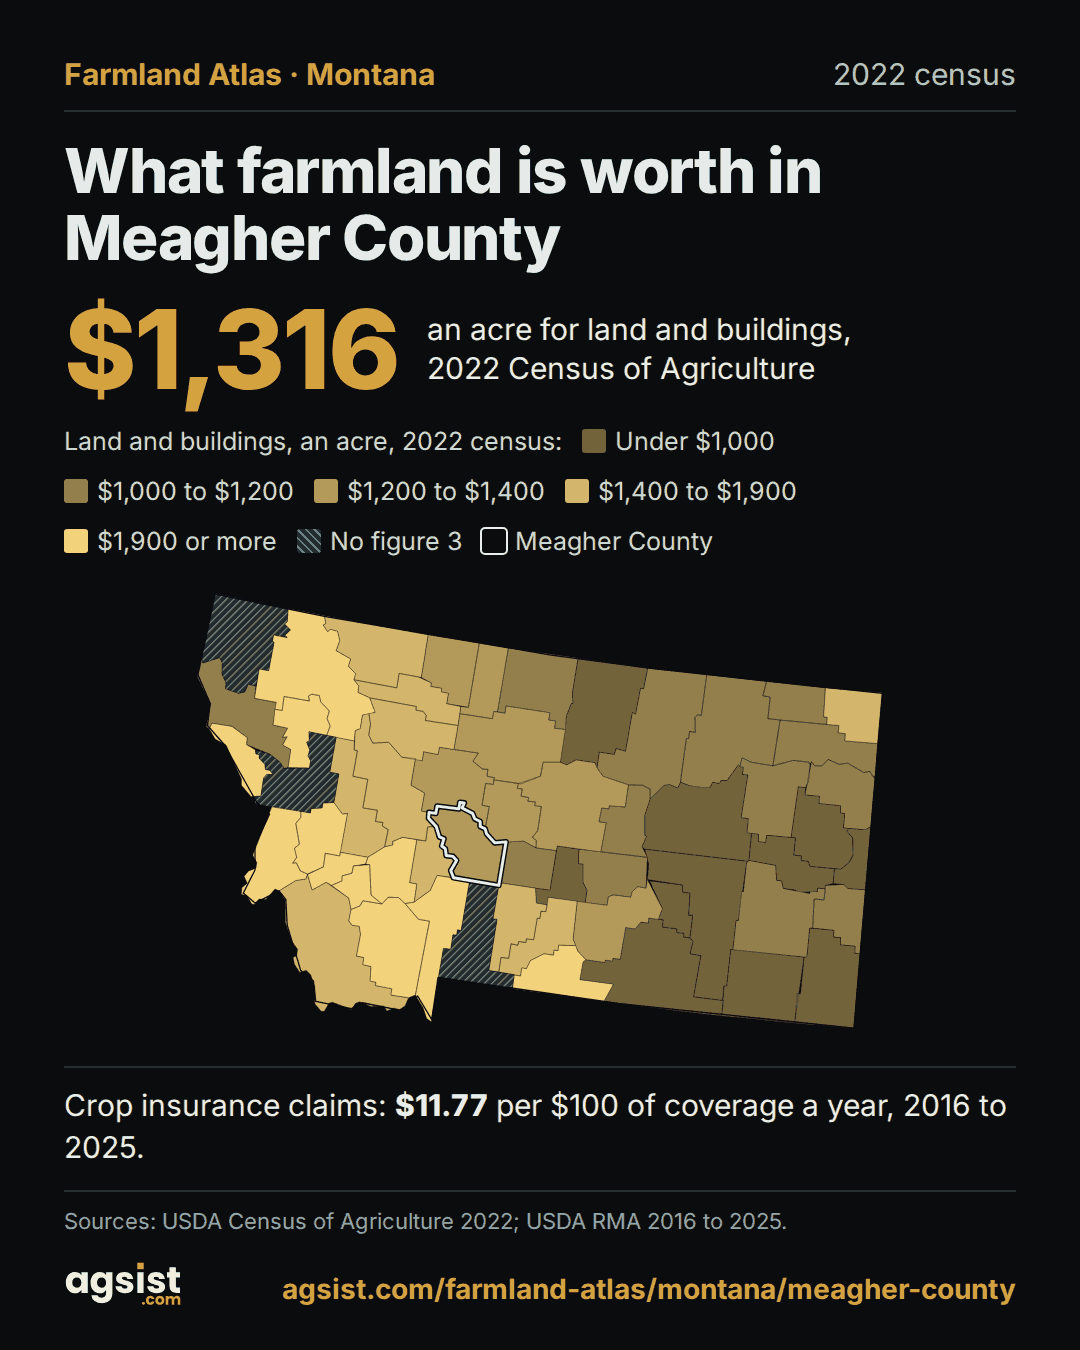 Farmland Atlas · Montana
2022 census
What farmland is worth in
Meagher County
$1,316
an acre for land and buildings,
2022 Census of Agriculture
Land and buildings, an acre, 2022 census: Under $1,000
$1,000 to $1,200 $1,200 to $1,400 $1,400 to $1,900
$1,900 or more No figure 3 Meagher County
Crop insurance claims: $11.77 per $100 of coverage a year, 2016 to
2025.
Sources: USDA Census of Agriculture 2022; USDA RMA 2016 to 2025.
agsist
.com
agsist.com/farmland-atlas/montana/meagher-county